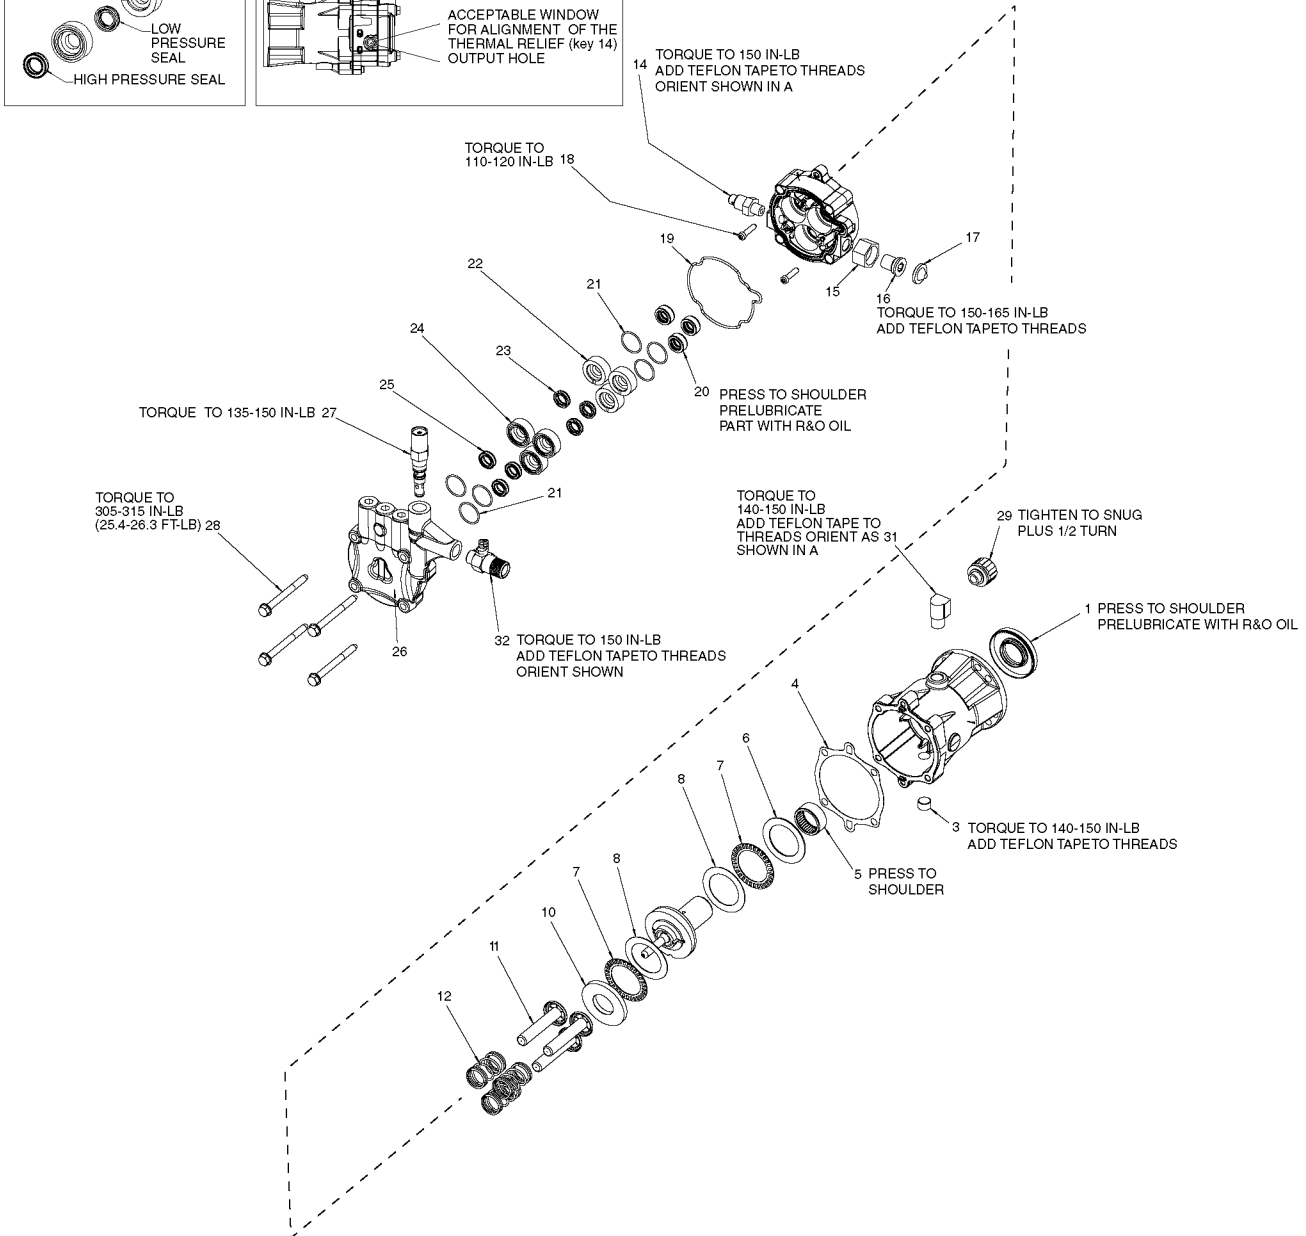 LOW
PRESSURE
SEAL
HIGH PRESSURE SEAL
ACCEPTABLE WINDOW
FOR ALIGNMENT OF THE
THERMAL RELIEF (key 14)
OUTPUT HOLE
14 TORQUE TO 150 IN-LB
ADD TEFLON TAPETO THREADS
ORIENT SHOWN IN A
TORQUE TO
110-120 IN-LB 18
19
17
15
16
TORQUE TO 150-165 IN-LB
ADD TEFLON TAPETO THREADS
22
21
24
23
25
20 PRESS TO SHOULDER
PRELUBRICATE
PART WITH R&O OIL
TORQUE TO 135-150 IN-LB 27
21
TORQUE TO
305-315 IN-LB
(25.4-26.3 FT-LB) 28
26
32 TORQUE TO 150 IN-LB
ADD TEFLON TAPETO THREADS
ORIENT SHOWN
TORQUE TO
140-150 IN-LB
ADD TEFLON TAPE TO
THREADS ORIENT AS 31
SHOWN IN A
29 TIGHTEN TO SNUG
PLUS 1/2 TURN
1 PRESS TO SHOULDER
PRELUBRICATE WITH R&O OIL
4
6
7
8
3 TORQUE TO 140-150 IN-LB
ADD TEFLON TAPETO THREADS
5 PRESS TO
SHOULDER
8
7
10
11
12